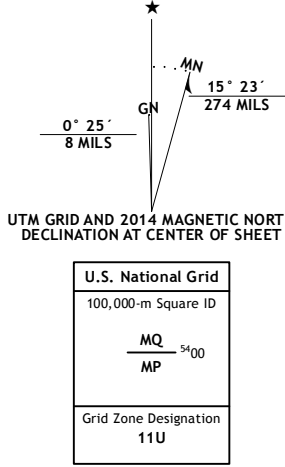 ★
MN
GN
15° 23´
274 MILS
0° 25´
8 MILS
UTM GRID AND 2014 MAGNETIC NORT
DECLINATION AT CENTER OF SHEET
U.S. National Grid
100,000-m Square ID
MQ
5400
MP
Grid Zone Designation
11U